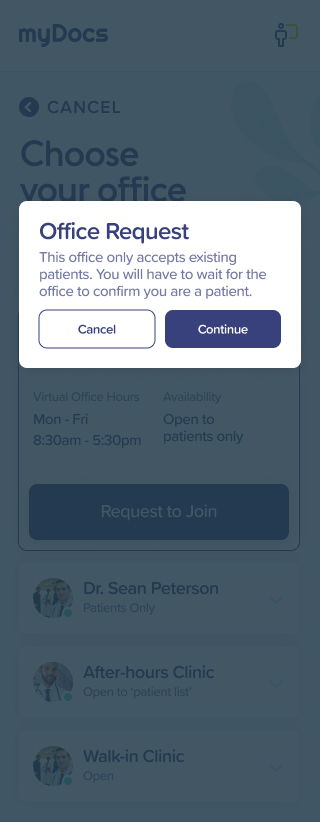 myDocs
CANCEL
Choose
your office
Office Request
This office only accepts existing
patients. You will have to wait for the
office to confirm you are a patient.
Cancel
Continue
Virtual Office Hours
Availability
Mon - Fri
8:30am - 5:30pm
Open to
patients only
Request to Join
Dr. Sean Peterson
Patients Only
After-hours Clinic
Open to ‘patient list’
Walk-in Clinic
Open